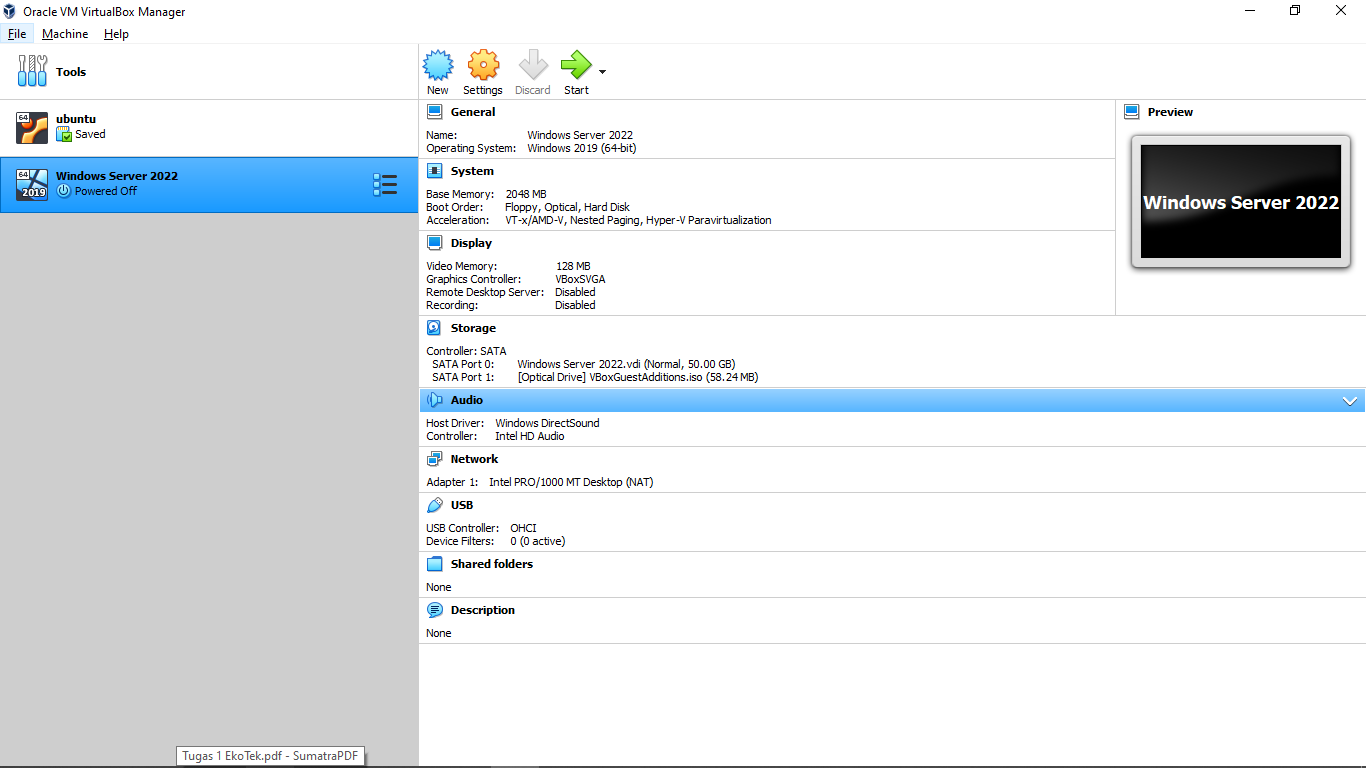 Oracle VM VirtualBox Manager
File Machine Help
Tools
New Settings Discard Start
64
ubuntu
Saved
64
2019
Windows Server 2022
Powered Off
General
Name: Windows Server 2022
Operating System: Windows 2019 (64-bit)
Preview
Windows Server 2022
System
Base Memory: 2048 MB
Boot Order: Floppy, Optical, Hard Disk
Acceleration: VT-x/AMD-V, Nested Paging, Hyper-V Paravirtualization
Display
Video Memory: 128 MB
Graphics Controller: VBoxSVGA
Remote Desktop Server: Disabled
Recording: Disabled
Storage
Controller: SATA
SATA Port 0: Windows Server 2022.vdi (Normal, 50.00 GB)
SATA Port 1: [Optical Drive] VBoxGuestAdditions.iso (58.24 MB)
Audio
Host Driver: Windows DirectSound
Controller: Intel HD Audio
Network
Adapter 1: Intel PRO/1000 MT Desktop (NAT)
USB
USB Controller: OHCI
Device Filters: 0 (0 active)
Shared folders
None
Description
None
Tugas 1 EkoTek.pdf - SumatraPDF